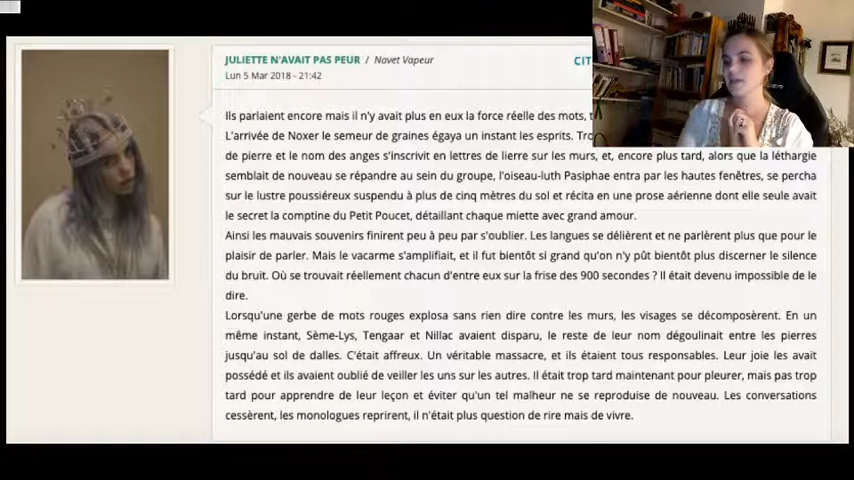 JULIETTE N'AVAIT PAS PEUR / Navet Vapeur
CIT
Lun 5 Mar 2018 - 21:42
Ils parlaient encore mais il n'y avait plus en eux la force réelle des mots, t
L'arrivée de Noxer le semeur de graines égaya un instant les esprits. Tro
de pierre et le nom des anges s'inscrivit en lettres de lierre sur les murs, et, encore plus tard, alors que la léthargie
semblait de nouveau se répandre au sein du groupe, l'oiseau-luth Pasiphae entra par les hautes fenêtres, se percha
sur le lustre poussiéreux suspendu à plus de cinq mètres du sol et récita en une prose aérienne dont elle seule avait
le secret la comptine du Petit Poucet, détaillant chaque miette avec grand amour.
Ainsi les mauvais souvenirs finirent peu à peu par s'oublier. Les langues se délièrent et ne parlèrent plus que pour le
plaisir de parler. Mais le vacarme s'amplifiait, et il fut bientôt si grand qu'on n'y pût bientôt plus discerner le silence
du bruit. Où se trouvait réellement chacun d'entre eux sur la frise des 900 secondes ? Il était devenu impossible de le
dire.
Lorsqu'une gerbe de mots rouges explosa sans rien dire contre les murs, les visages se décomposèrent. En un
même instant, Sème-Lys, Tengaar et Nillac avaient disparu, le reste de leur nom dégoulinait entre les pierres
jusqu'au sol de dalles. C'était affreux. Un véritable massacre, et ils étaient tous responsables. Leur joie les avait
possédé et ils avaient oublié de veiller les uns sur les autres. Il était trop tard maintenant pour pleurer, mais pas trop
tard pour apprendre de leur leçon et éviter qu'un tel malheur ne se reproduise de nouveau. Les conversations
cessèrent, les monologues reprirent, il n'était plus question de rire mais de vivre.